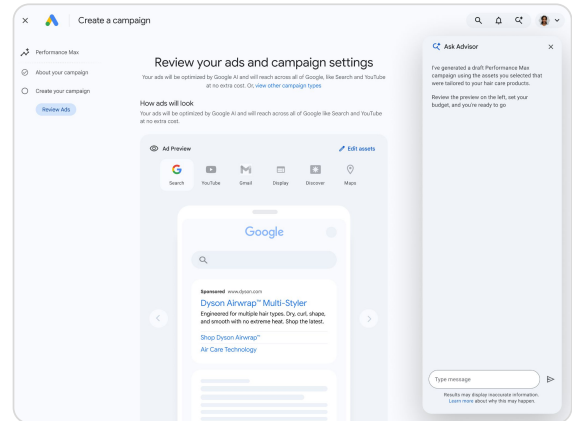 Create a campaign
Performance Max
About your campaign
Create your campaign
Review Ads
Review your ads and campaign settings
Your ads will be optimized by Google AI and will reach across all of Google, like Search and YouTube
at no extra cost. Or, view other campaign types
How ads will look
Your ads will be optimized by Google AI and will reach across all of Google like Search and YouTube
at no extra cost.
Ad Preview
Edit assets
Search
YouTube
Gmail
Display
Discover
Maps
Google
Sponsored www.dyson.com
Dyson Airwrap™ Multi-Styler
Engineered for multiple hair types. Dry, curl, shape,
and smooth with no extreme heat. Shop the latest.
Shop Dyson Airwrap™
Air Care Technology
Ask Advisor
I've generated a draft Performance Max
campaign using the assets you selected that
were tailored to your hair care products.
Review the preview on the left, set your
budget, and you're ready to go
Type message
Results may display inaccurate information.
Learn more about why this may happen.